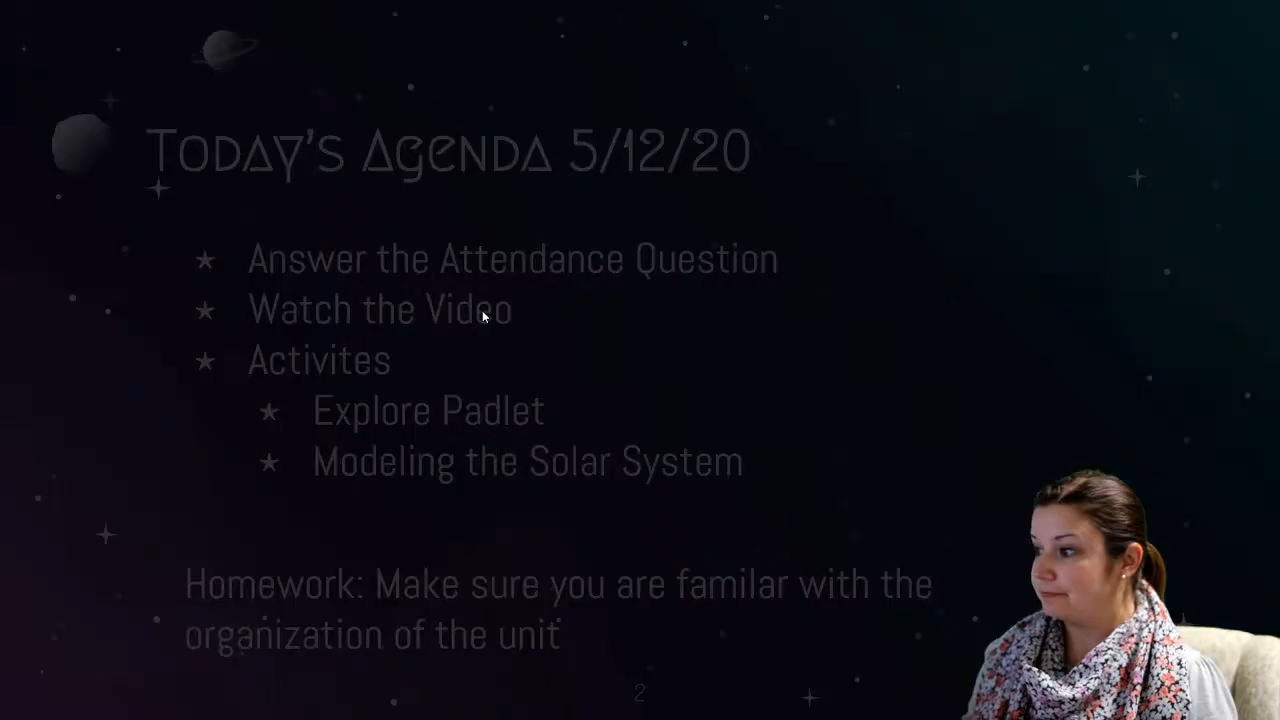 Today's Agenda 5/12/20
Answer the Attendance Question
Watch the Video
Activites
Explore Padlet
Modeling the Solar System
Homework: Make sure you are familar with the
organization of the unit
2